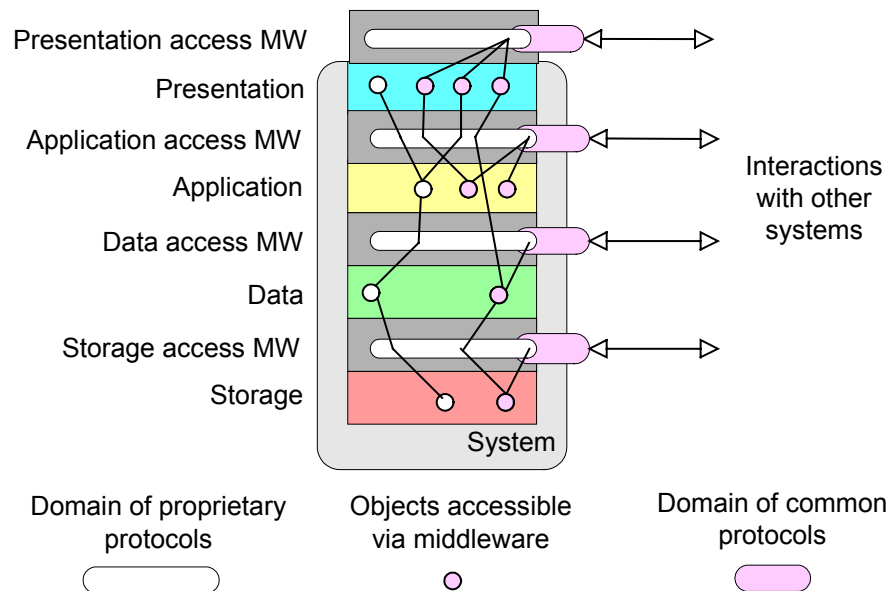 Presentation access MW
Presentation
Application access MW
Application
Data access MW
Data
Storage access MW
Storage
System
Interactions
with other
systems
Domain of proprietary
protocols
Objects accessible
via middleware
Domain of common
protocols